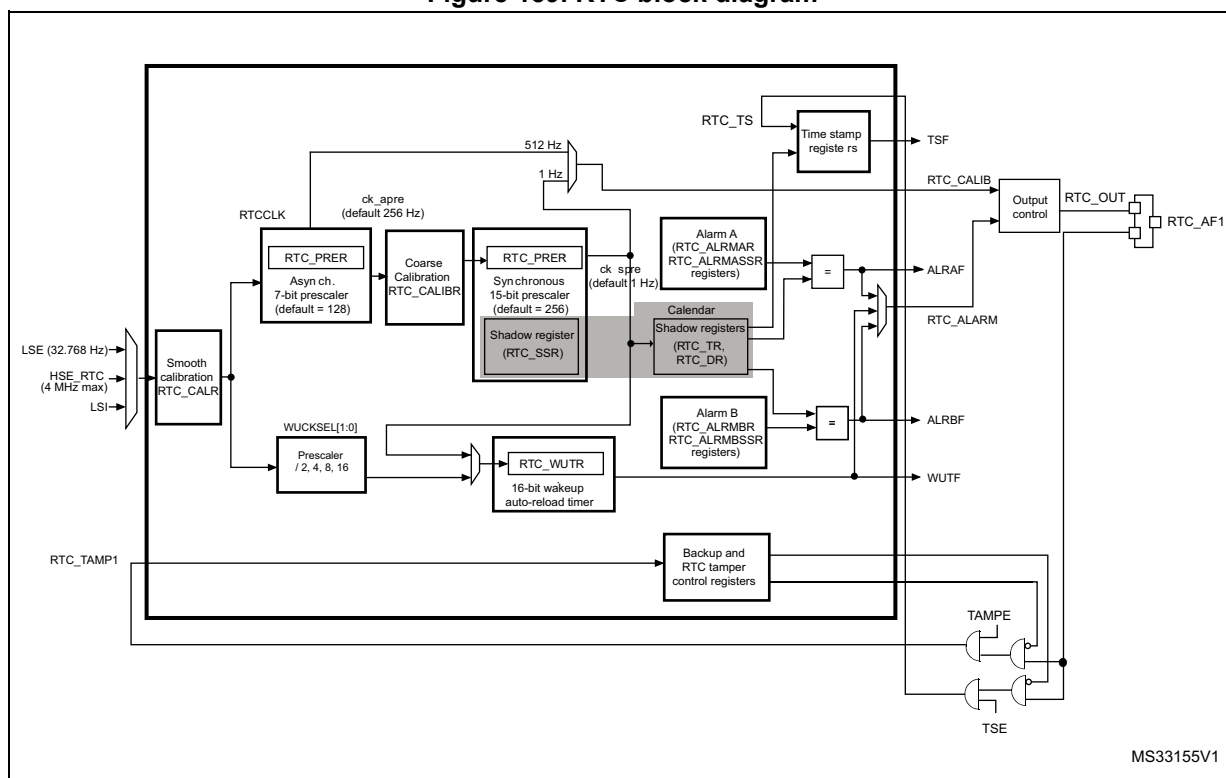 RTC_TS
Time stamp
registe rs
TSF
512 Hz
1 Hz
RTC_CALIB
ck_apre
(default 256 Hz)
RTCCLK
Output
control
RTC_OUT
RTC_AF1
RTC_PRER
Asyn ch.
7-bit prescaler
(default = 128)
Coarse
Calibration
RTC_CALIBR
RTC_PRER
Syn chronous
15-bit prescaler
(default = 256)
ck_spre
(default 1 Hz)
Alarm A
(RTC_ALRMAR
RTC_ALRMASSR
registers)
=
ALRAF
Calendar
Shadow register
(RTC_SSR)
Shadow registers
(RTC_TR,
RTC_DR)
RTC_ALARM
LSE (32.768 Hz)
HSE_RTC
(4 MHz max)
LSI
Smooth
calibration
RTC_CALR
Alarm B
(RTC_ALRMBR
RTC_ALRMBSSR
registers)
=
ALRBF
WUCKSEL[1:0]
Prescaler
/ 2, 4, 8, 16
RTC_WUTR
16-bit wakeup
auto-reload timer
WUTF
RTC_TAMP1
Backup and
RTC tamper
control registers
TAMPE
TSE
MS33155V1